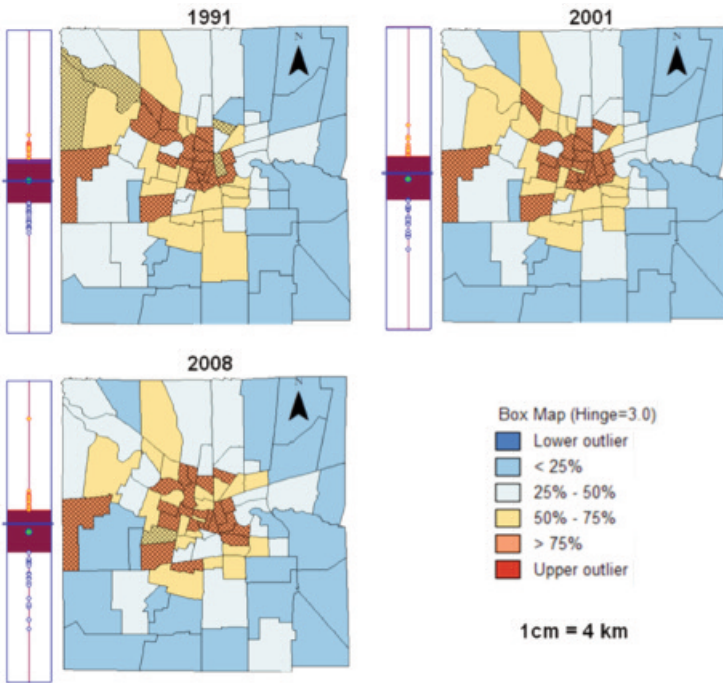 1991
N
2001
N
2008
N
Box Map (Hinge=3.0)
Lower outlier
< 25%
25% - 50%
50% - 75%
> 75%
Upper outlier
1cm = 4 km